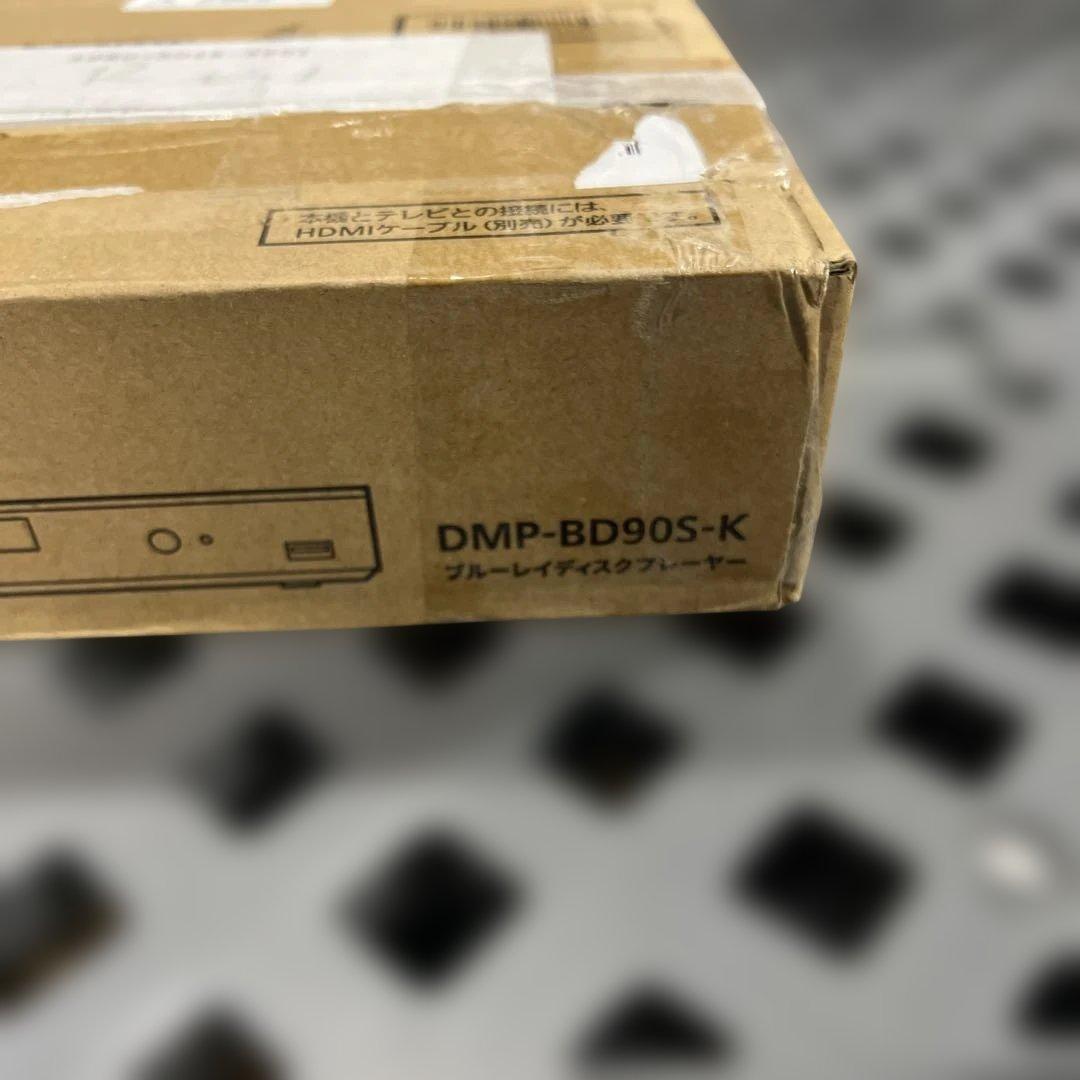 本機とテレビとの接続には、
HDMIケーブル(別売)が必要です。
DMP-BD90S-K
ブルーレイディスクプレーヤー